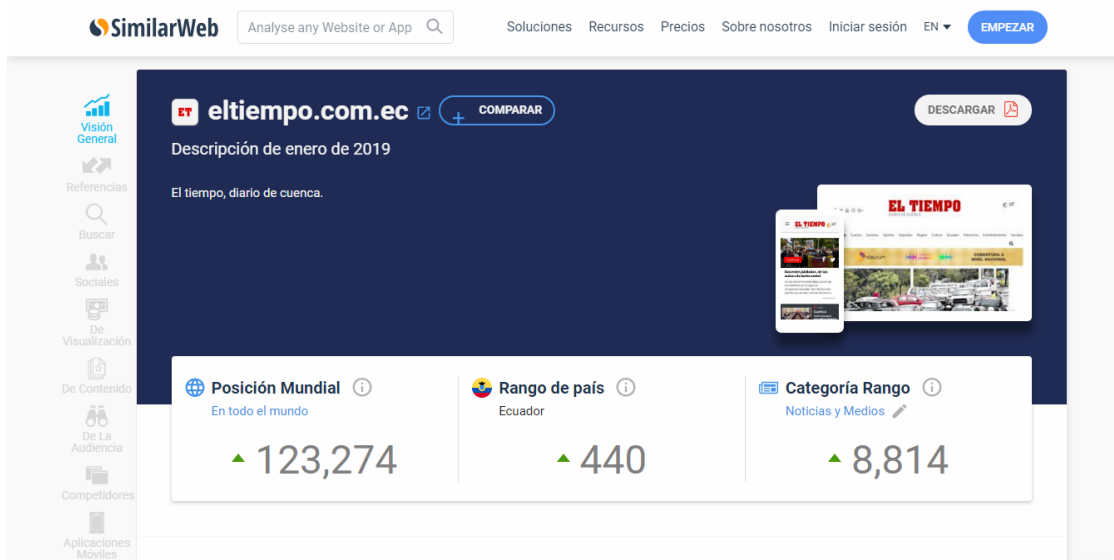 SimilarWeb
Analyse any Website or App
Soluciones Recursos Precios Sobre nosotros Iniciar sesión EN EMPEZAR
Visión General
Referencias
Buscar
Sociales
De Visualización
De Contenido
De La Audiencia
Competidores
Aplicaciones Móviles
ET eltiempo.com.ec + COMPARAR
DESCARGAR
Descripción de enero de 2019
El tiempo, diario de cuenca.
EL TIEMPO
EL TIEMPO
Posición Mundial
En todo el mundo
123,274
Rango de país
Ecuador
440
Categoría Rango
Noticias y Medios
8,814